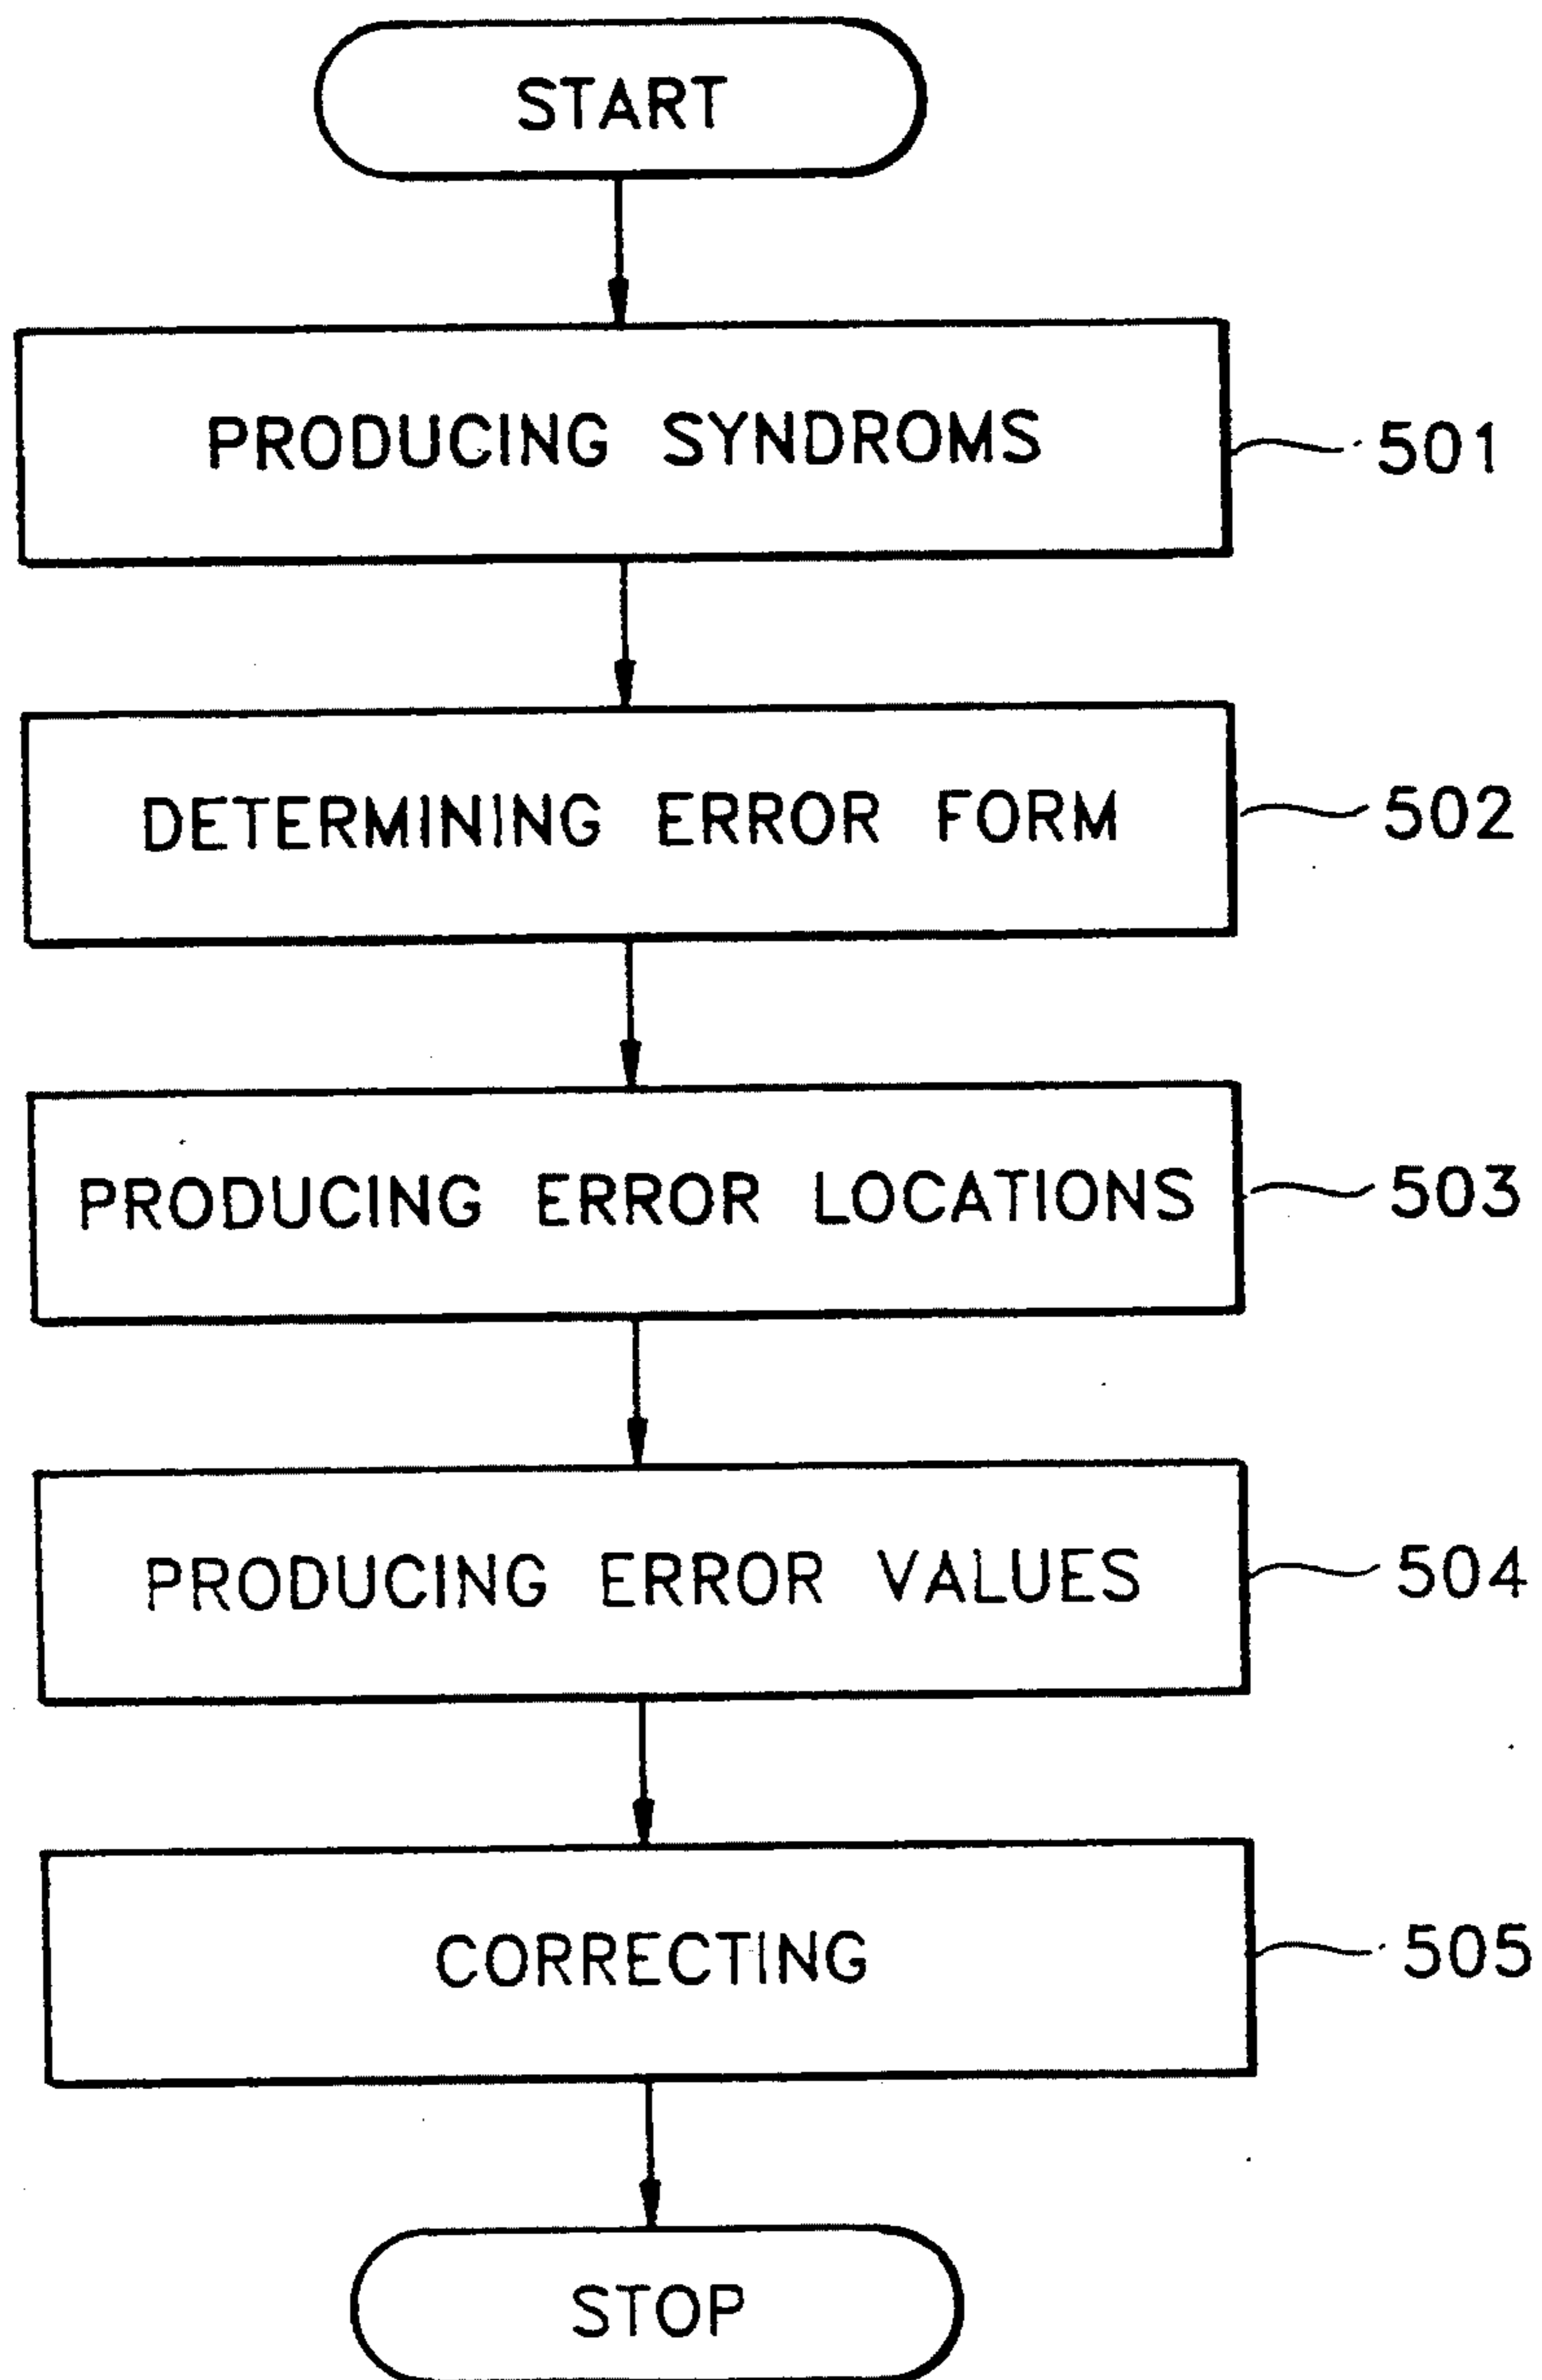 START
PRODUCING SYNDROMS
501
DETERMINING ERROR FORM
502
PRODUCING ERROR LOCATIONS
503
PRODUCING ERROR VALUES
504
CORRECTING
505
STOP